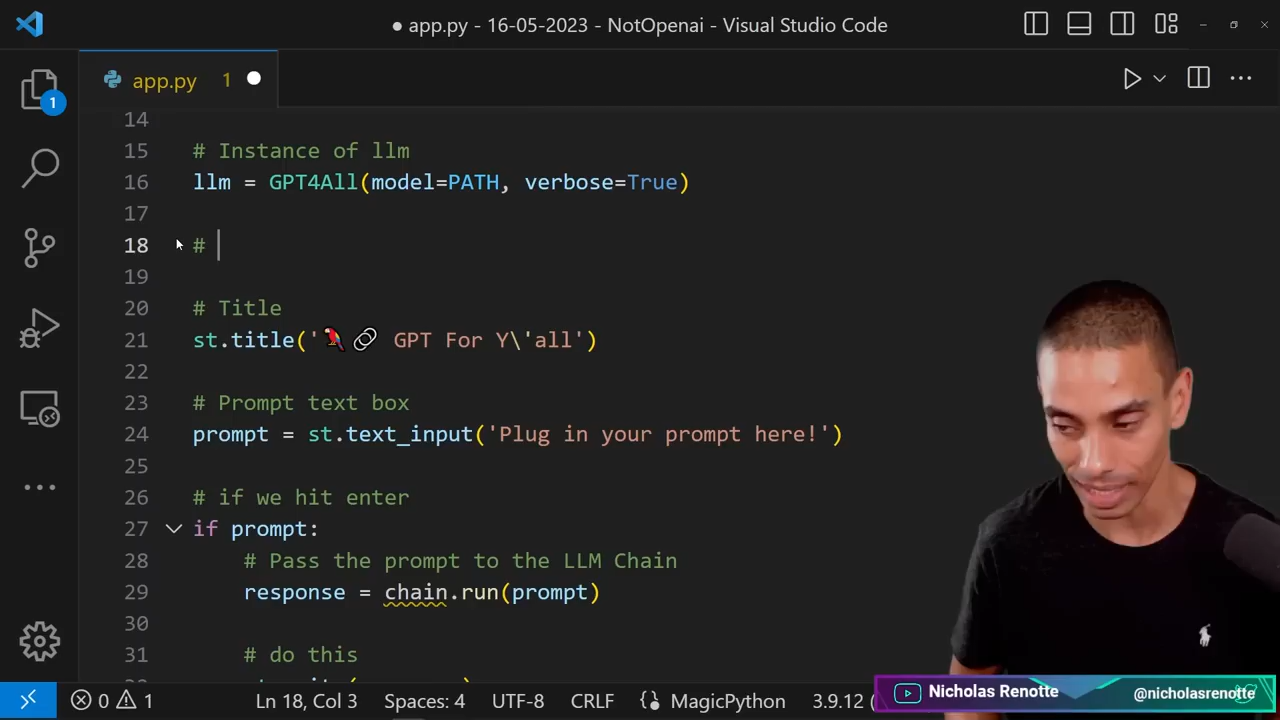 app.py - 16-05-2023 - NotOpenai - Visual Studio Code
app.py 1
1
14
15 # Instance of llm
16 llm = GPT4All(model=PATH, verbose=True)
17
18 #
19
20 # Title
21 st.title('🦜🔗 GPT For Y\'all')
22
23 # Prompt text box
24 prompt = st.text_input('Plug in your prompt here!')
25
26 # if we hit enter
27 if prompt:
28 # Pass the prompt to the LLM Chain
29 response = chain.run(prompt)
30
31 # do this
Nicholas Renotte @nicholasrenotte
0 1 Ln 18, Col 3 Spaces: 4 UTF-8 CRLF MagicPython 3.9.12 (